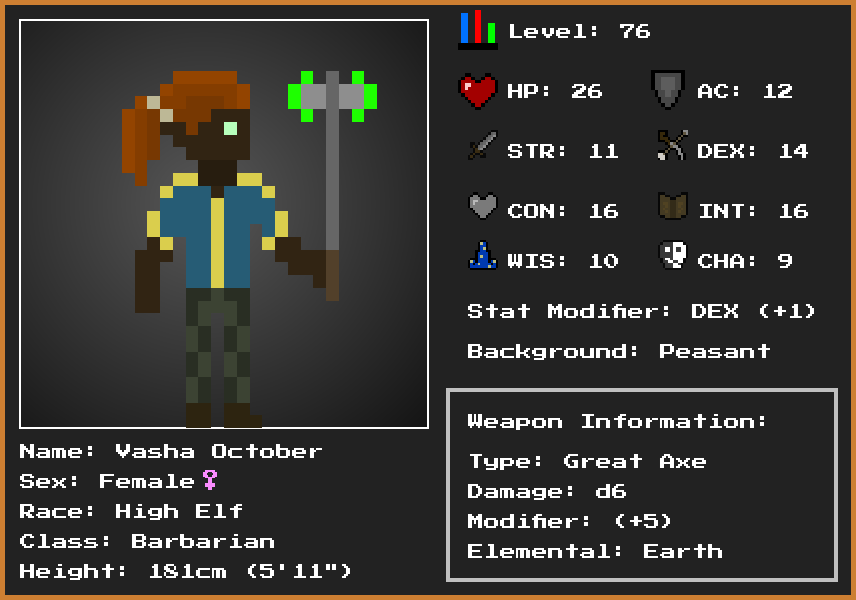 Level: 76
HP: 26 AC: 12
STR: 11 DEX: 14
CON: 16 INT: 16
WIS: 10 CHA: 9
Stat Modifier: DEX (+1)
Background: Peasant
Weapon Information:
Type: Great Axe
Damage: d6
Modifier: (+5)
Elemental: Earth
Name: Vasha October
Sex: Female♀
Race: High Elf
Class: Barbarian
Height: 181cm (5'11")